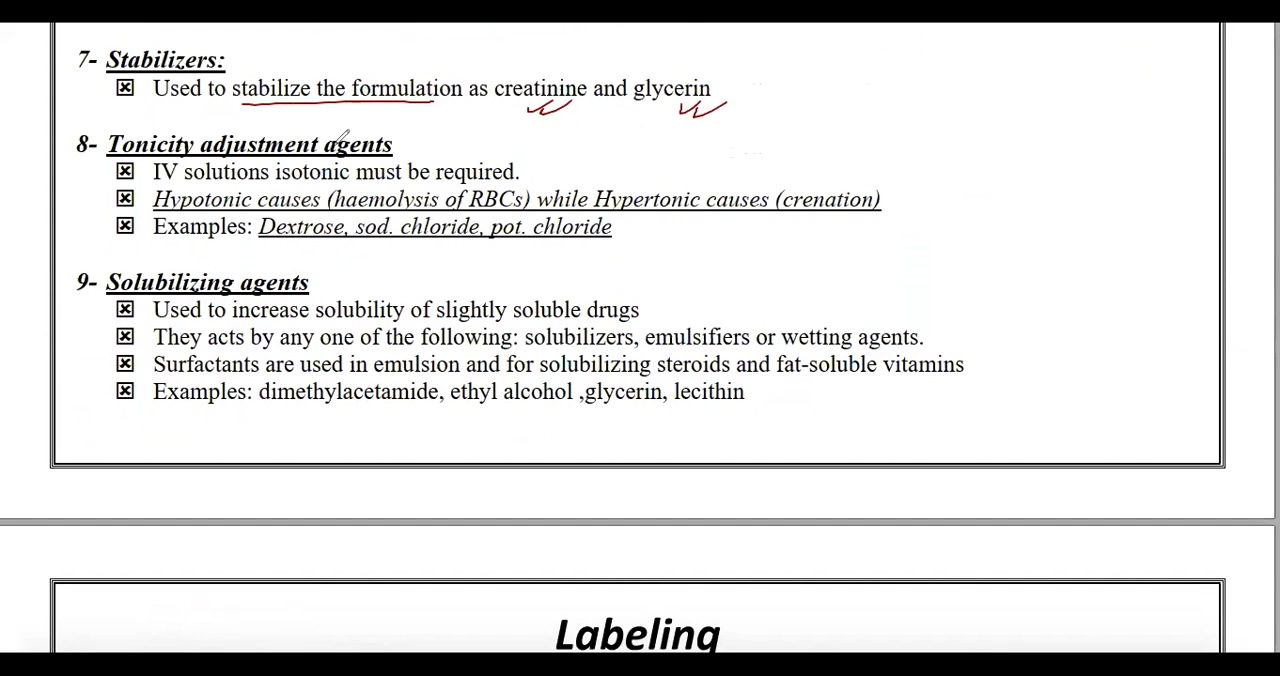 7- Stabilizers:
Used to stabilize the formulation as creatinine and glycerin
8- Tonicity adjustment agents
IV solutions isotonic must be required.
Hypotonic causes (haemolysis of RBCs) while Hypertonic causes (crenation)
Examples: Dextrose, sod. chloride, pot. chloride
9- Solubilizing agents
Used to increase solubility of slightly soluble drugs
They acts by any one of the following: solubilizers, emulsifiers or wetting agents.
Surfactants are used in emulsion and for solubilizing steroids and fat-soluble vitamins
Examples: dimethylacetamide, ethyl alcohol ,glycerin, lecithin
Labeling